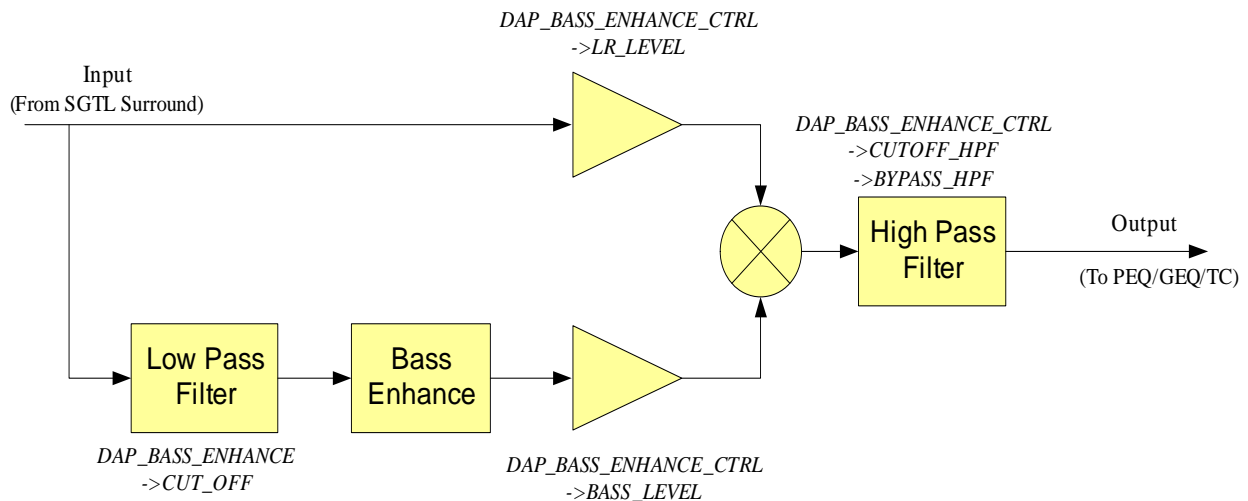 DAP_BASS_ENHANCE_CTRL
->LR_LEVEL
Input
(From SGTL Surround)
DAP_BASS_ENHANCE_CTRL
->CUTOFF_HPF
->BYPASS_HPF
High Pass
Filter
Output
(To PEQ/GEQ/TC)
Low Pass
Filter
Bass
Enhance
DAP_BASS_ENHANCE
->CUT_OFF
DAP_BASS_ENHANCE_CTRL
->BASS_LEVEL